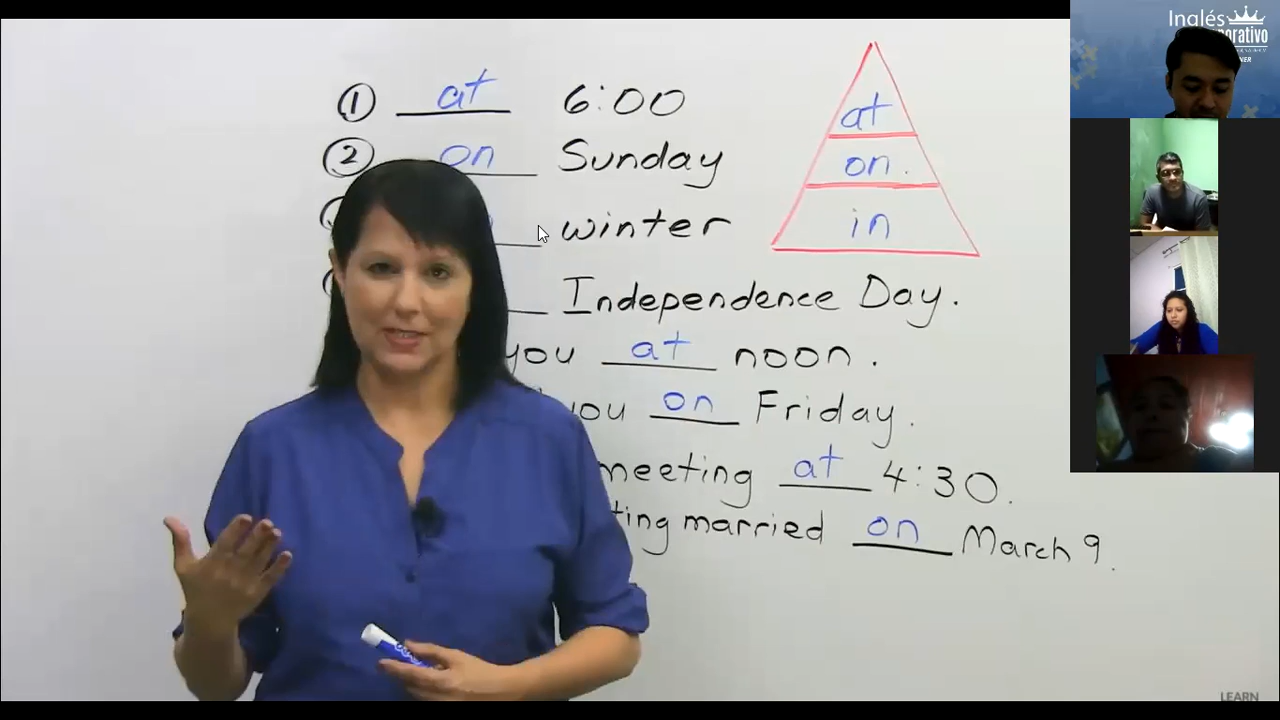 ① at 6:00
② on Sunday
winter
Independence Day.
you at noon.
you on Friday.
meeting at 4:30.
ting married on March 9.
at
on.
in
Inglés
LEARN